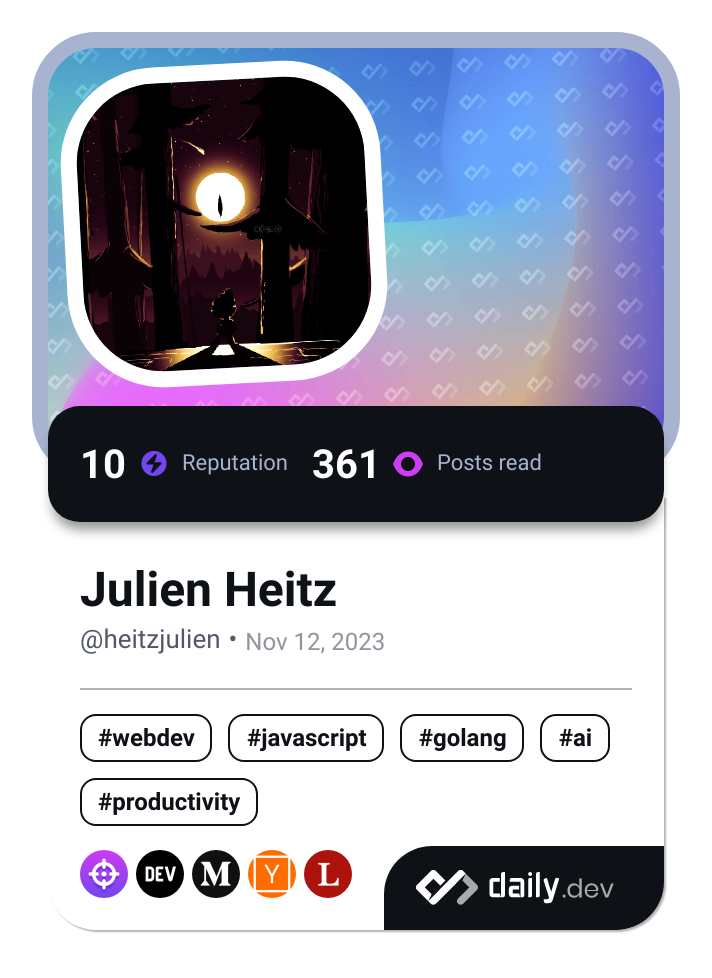 10 Reputation 361 Posts read
Julien Heitz
@heitzjulien • Nov 12, 2023
#webdev #javascript #golang #ai
#productivity
DEV M Y L
daily.dev